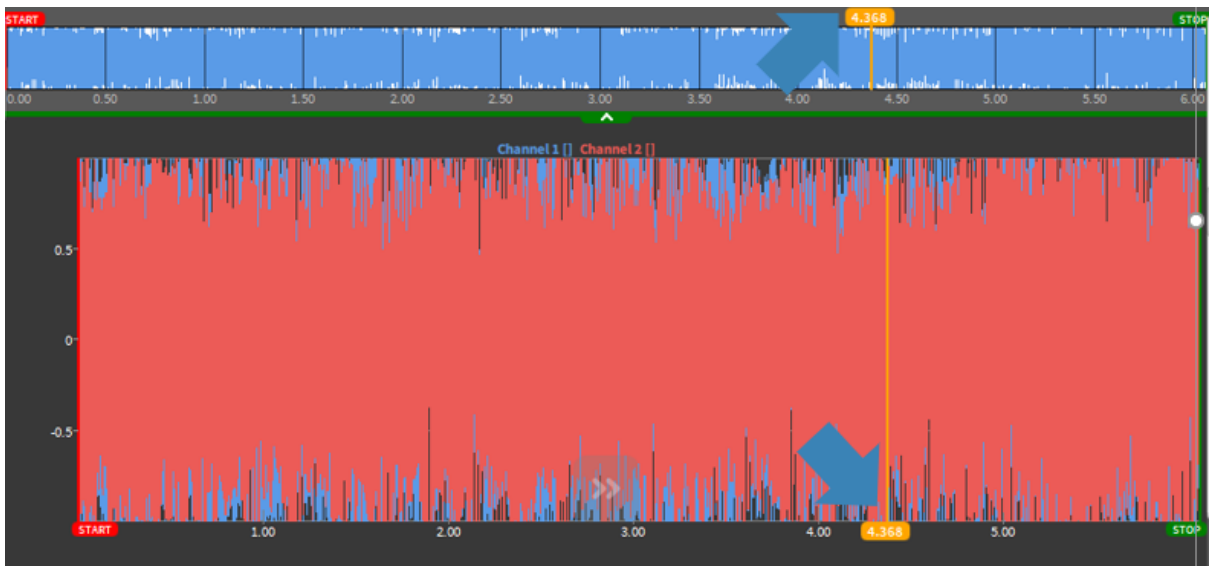 START 4.368 STOP
0.00 0.50 1.00 1.50 2.00 2.50 3.00 3.50 4.00 4.50 5.00 5.50 6.00
Channel 1 [] Channel 2 []
0.5
0
-0.5
START 1.00 2.00 3.00 4.00 4.368 5.00 STOP